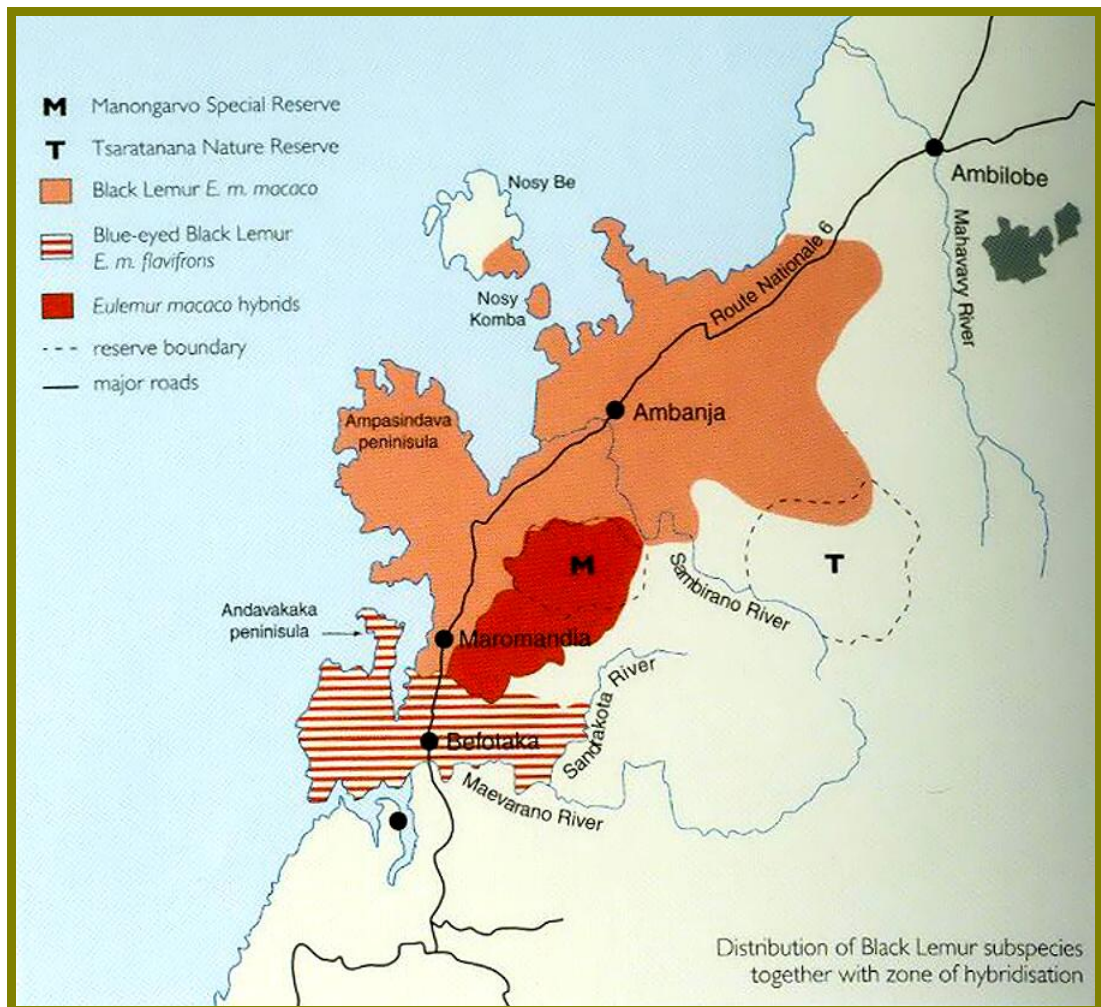 M Manongarvo Special Reserve
T Tsaratanana Nature Reserve
Black Lemur E. m. macaco
Blue-eyed Black Lemur
E. m. flavifrons
Eulemur macaco hybrids
reserve boundary
major roads
Nosy Be
Nosy
Komba
Ambilobe
Mahavavy River
Route Nationale 6
Ampasindava
peninisula
Ambanja
M
T
Sambirano River
Andavakaka
peninisula
Maromandia
Sandrakota River
Befotaka
Maevarano River
Distribution of Black Lemur subspecies
together with zone of hybridisation